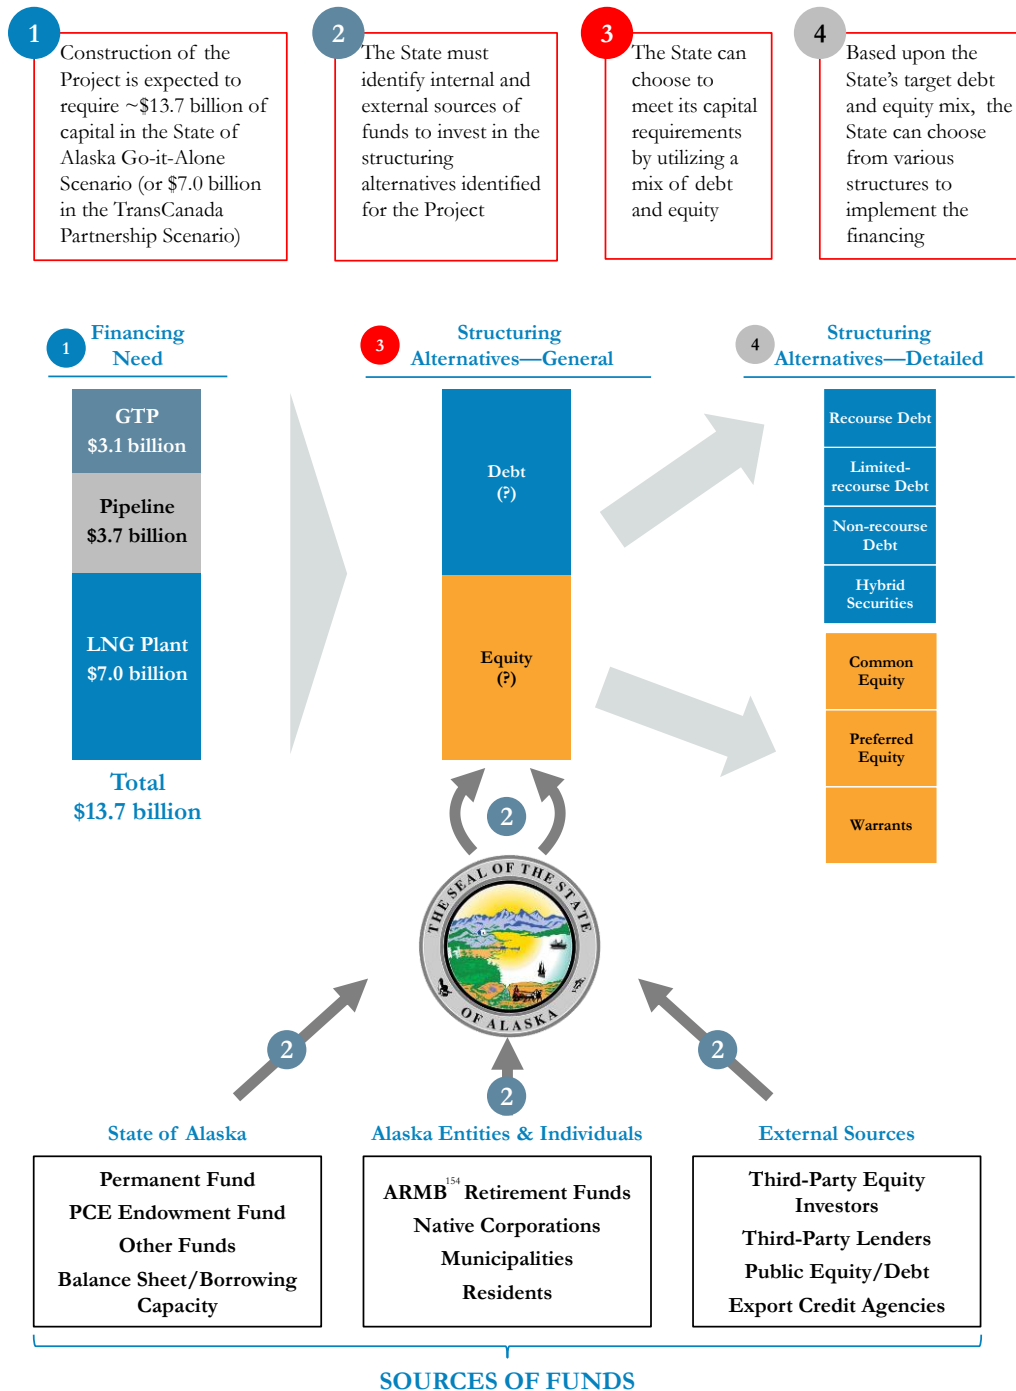 1
Construction of the
Project is expected to
require ~$13.7 billion of
capital in the State of
Alaska Go-it-Alone
Scenario (or $7.0 billion
in the TransCanada
Partnership Scenario)
2
The State must
identify internal and
external sources of
funds to invest in the
structuring
alternatives identified
for the Project
3
The State can
choose to
meet its capital
requirements
by utilizing a
mix of debt
and equity
4
Based upon the
State's target debt
and equity mix, the
State can choose
from various
structures to
implement the
financing
1
Financing
Need
GTP
$3.1 billion
Pipeline
$3.7 billion
LNG Plant
$7.0 billion
Total
$13.7 billion
3
Structuring
Alternatives—General
Debt
(?)
Equity
(?)
4
Structuring
Alternatives—Detailed
Recourse Debt
Limited-
recourse Debt
Non-recourse
Debt
Hybrid
Securities
Common
Equity
Preferred
Equity
Warrants
2
THE SEAL OF THE STATE
OF ALASKA
2
2
2
State of Alaska
Permanent Fund
PCE Endowment Fund
Other Funds
Balance Sheet/Borrowing
Capacity
Alaska Entities & Individuals
ARMB154 Retirement Funds
Native Corporations
Municipalities
Residents
External Sources
Third-Party Equity
Investors
Third-Party Lenders
Public Equity/Debt
Export Credit Agencies
SOURCES OF FUNDS